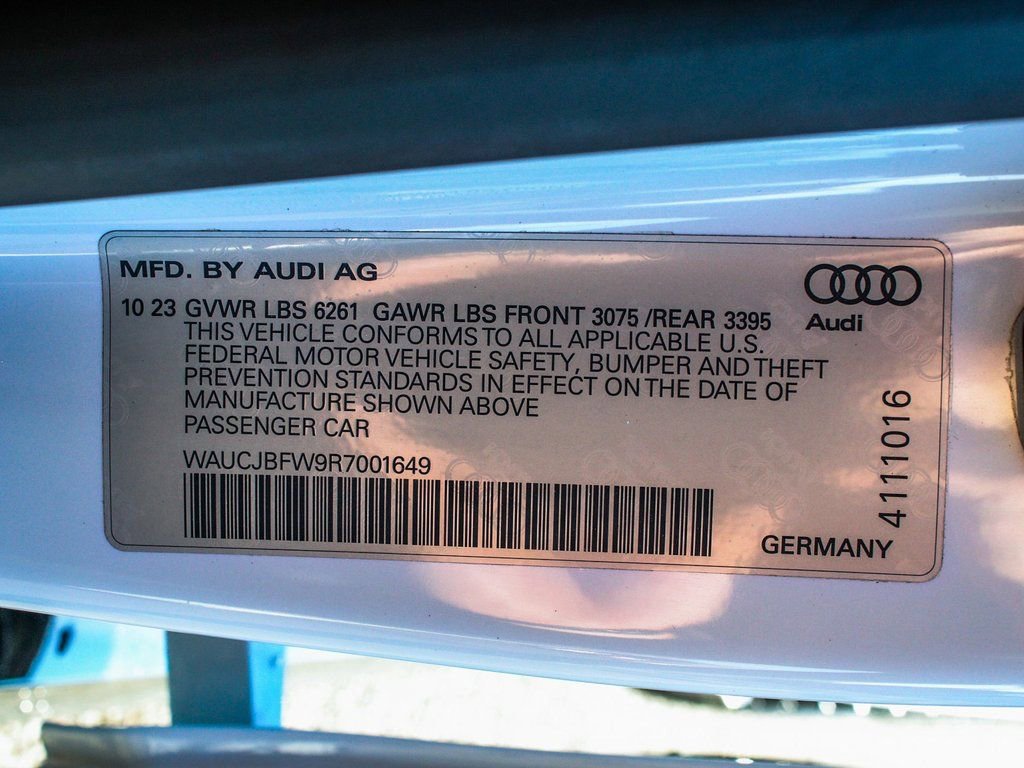 MFD. BY AUDI AG
10 23 GVWR LBS 6261 GAWR LBS FRONT 3075 /REAR 3395
THIS VEHICLE CONFORMS TO ALL APPLICABLE U.S.
FEDERAL MOTOR VEHICLE SAFETY, BUMPER AND THEFT
PREVENTION STANDARDS IN EFFECT ON THE DATE OF
MANUFACTURE SHOWN ABOVE
PASSENGER CAR
WAUCJBFW9R7001649
Audi
4111016
GERMANY